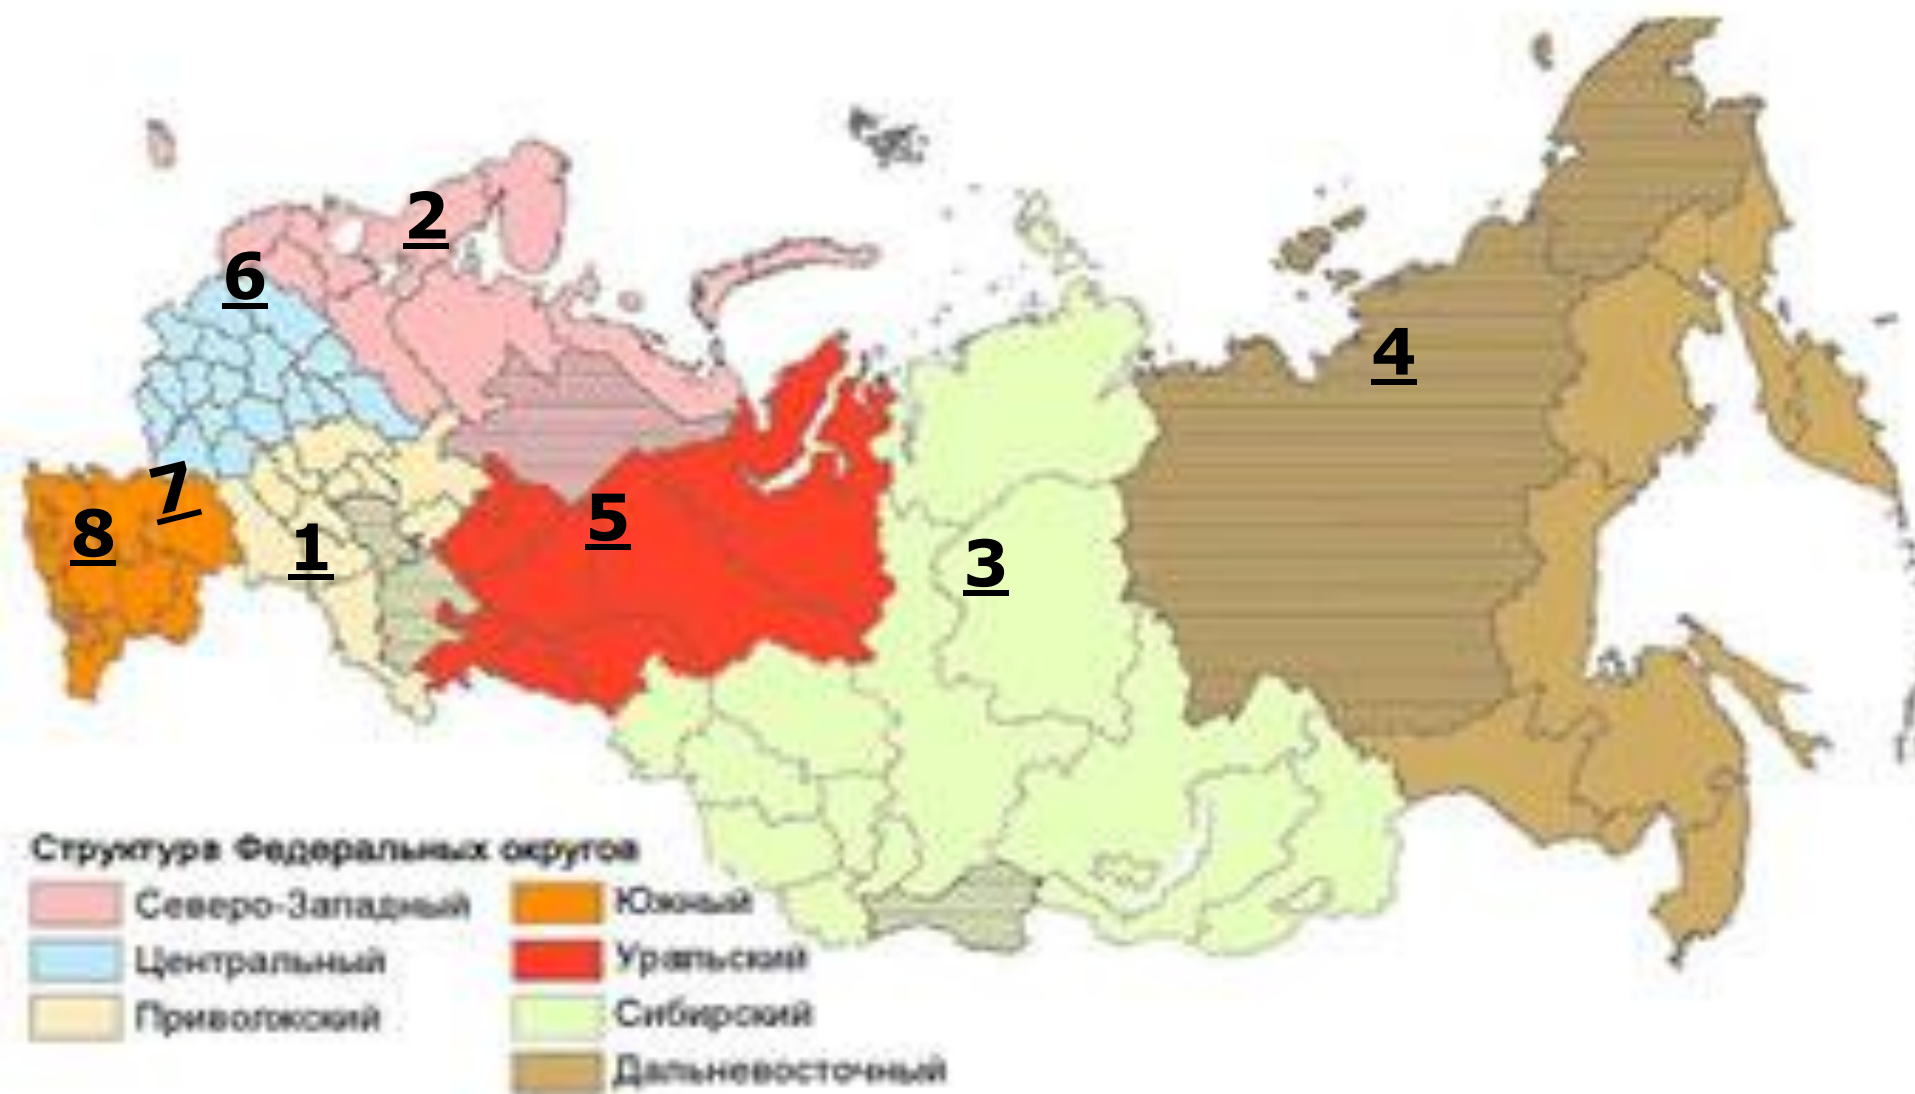 2
6
4
7
8
5
1
3
Структура Федеральных округов
Северо-Западный
Южный
Центральный
Уральский
Приволжский
Сибирский
Дальневосточный